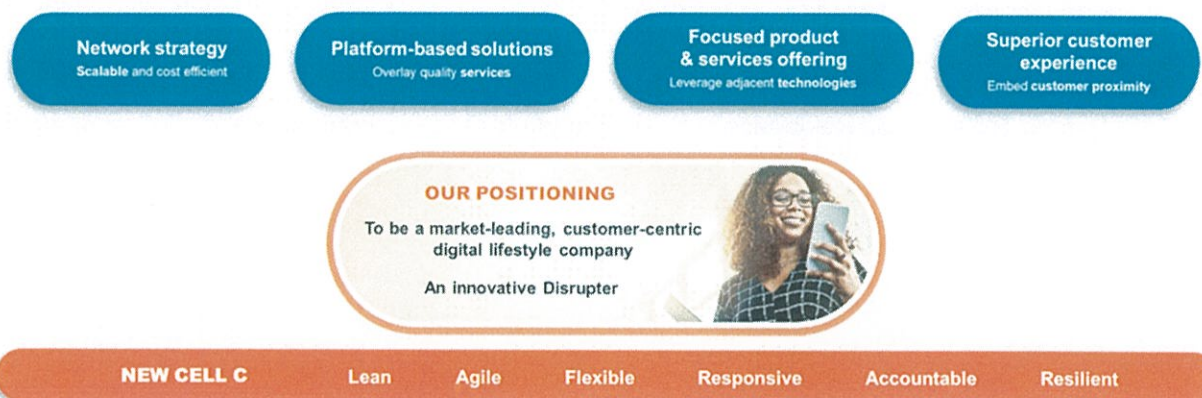 Network strategy
Scalable and cost efficient
Platform-based solutions
Overlay quality services
Focused product
& services offering
Leverage adjacent technologies
Superior customer
experience
Embed customer proximity
OUR POSITIONING
To be a market-leading, customer-centric
digital lifestyle company
An innovative Disrupter
NEW CELL C Lean Agile Flexible Responsive Accountable Resilient